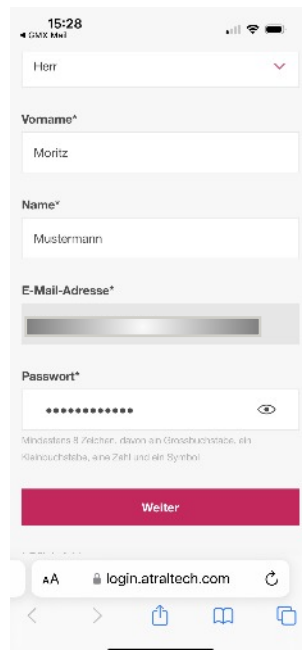 15:28
◀ GMX Mail
Herr
Vorname*
Moritz
Name*
Mustermann
E-Mail-Adresse*
Passwort*
••••••••••••
Mindestens 8 Zeichen, davon ein Grossbuchstabe, ein
Kleinbuchstabe, eine Zahl und ein Symbol
Weiter
AA login.atraltech.com